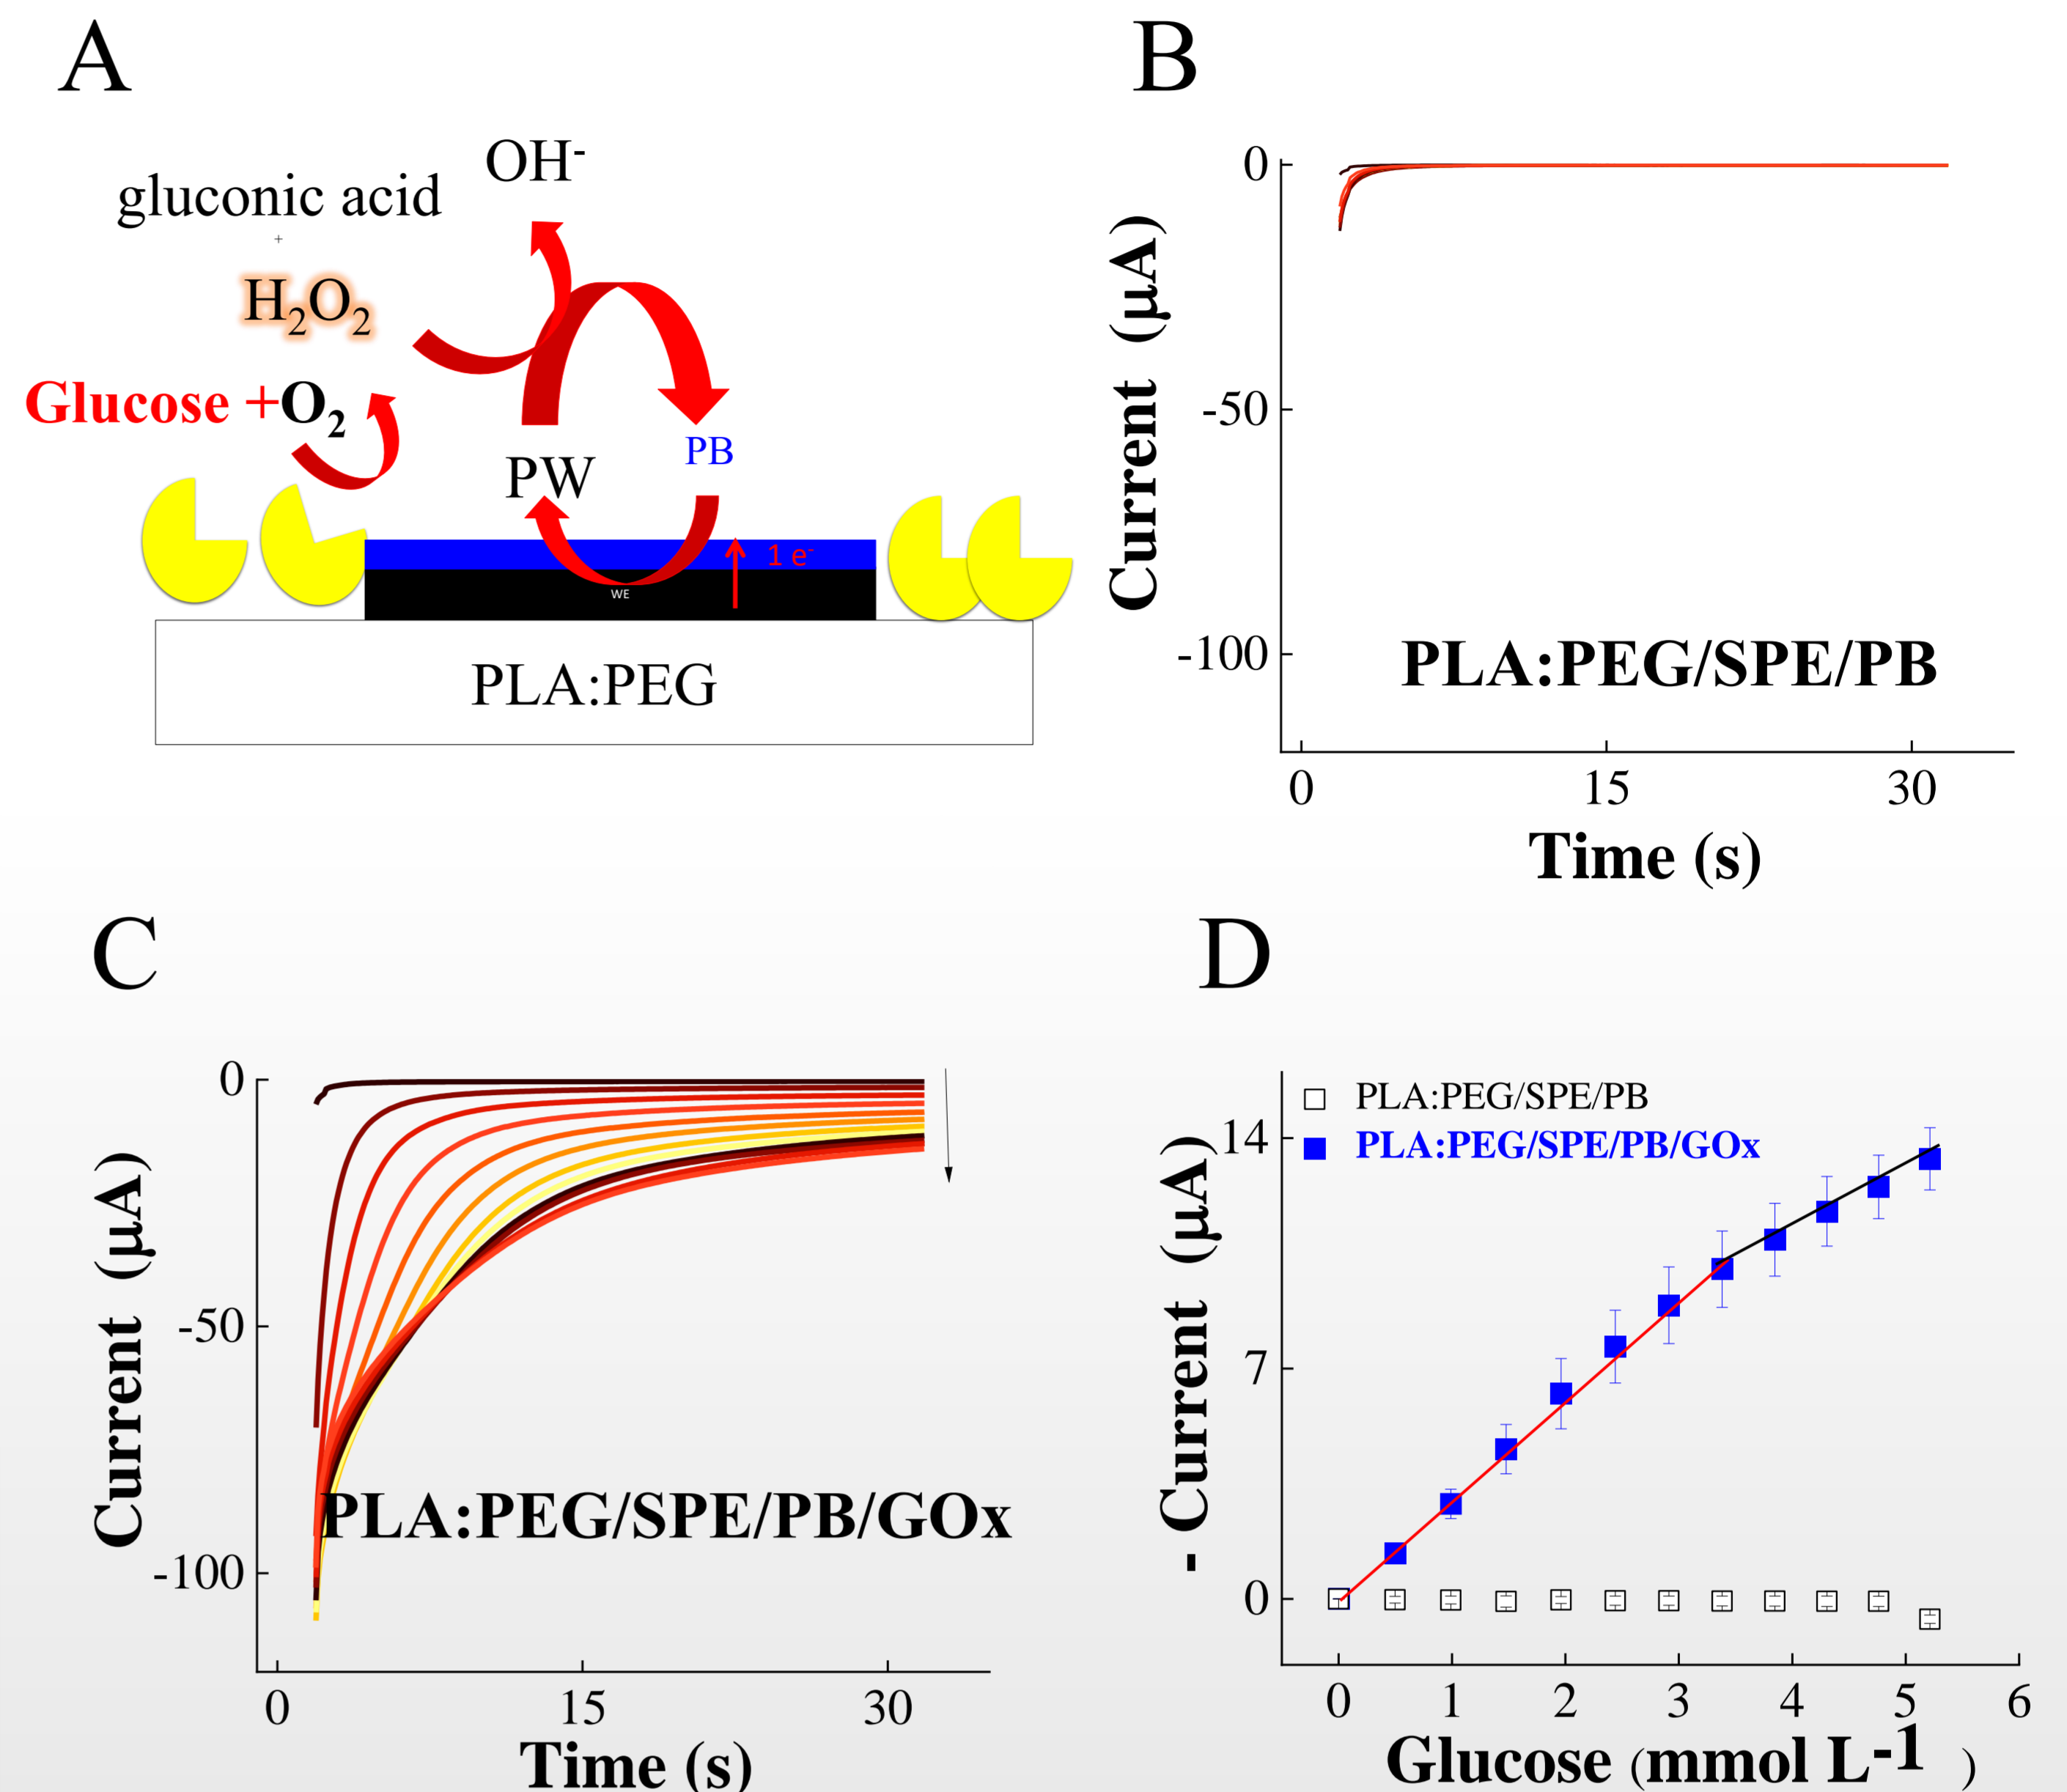 A
OH-
gluconic acid
+
H2O2
Glucose +O2
PW
PB
1 e-
WE
PLA:PEG
B
0
-50
-100
Current (µA)
PLA:PEG/SPE/PB
0 15 30
Time (s)
C
0
-50
-100
Current (µA)
PLA:PEG/SPE/PB/GOx
0 15 30
Time (s)
D
PLA:PEG/SPE/PB
PLA:PEG/SPE/PB/GOx
14
7
0
- Current (µA)
0 1 2 3 4 5 6
Glucose (mmol L-1 )